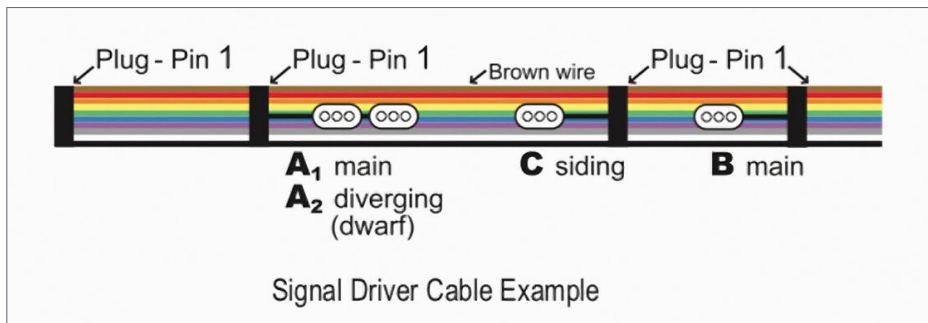 Plug - Pin 1
Plug - Pin 1
Plug - Pin 1
Brown wire
A1 main
A2 diverging
(dwarf)
C siding
B main
Signal Driver Cable Example